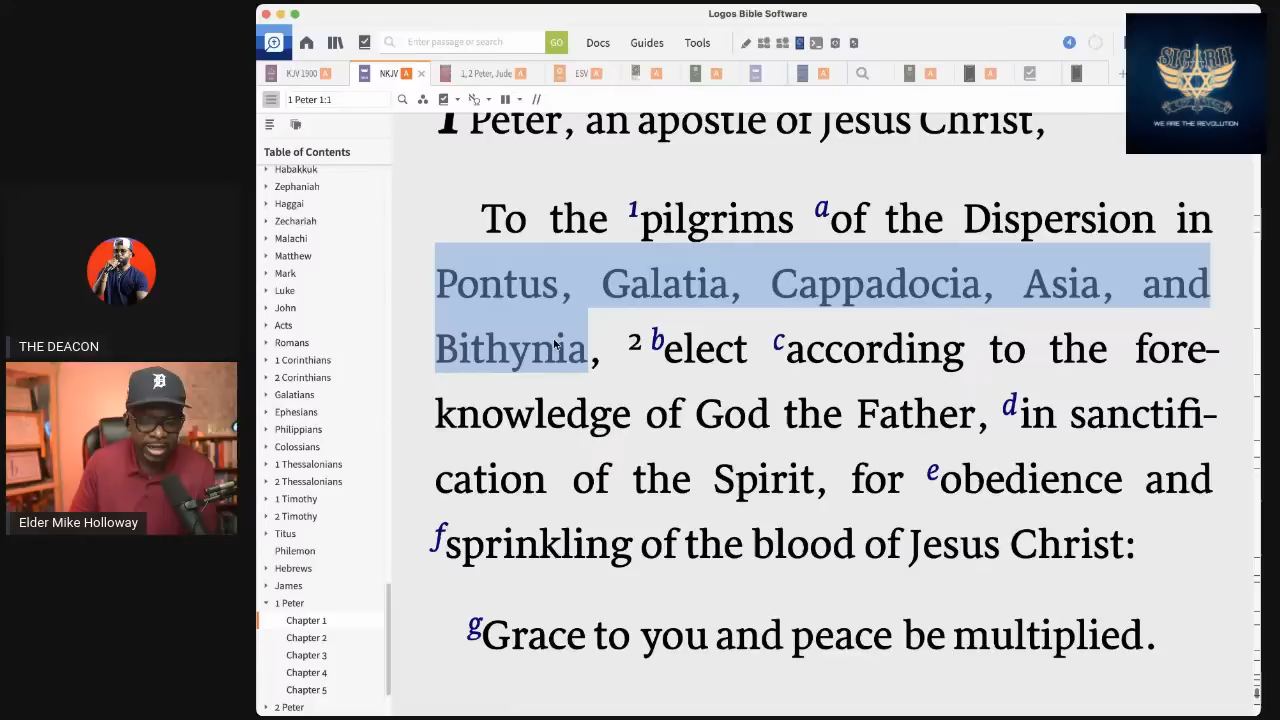 Logos Bible Software
Enter passage or search
GO
Docs
Guides
Tools
4
KJV 1900 A
NKJV A
1, 2 Peter, Jude A
ESV A
1 Peter 1:1
Table of Contents
Habakkuk
Zephaniah
Haggai
Zechariah
Malachi
Matthew
Mark
Luke
John
Acts
Romans
1 Corinthians
2 Corinthians
Galatians
Ephesians
Philippians
Colossians
1 Thessalonians
2 Thessalonians
1 Timothy
2 Timothy
Titus
Philemon
Hebrews
James
1 Peter
Chapter 1
Chapter 2
Chapter 3
Chapter 4
Chapter 5
2 Peter
1 Peter, an apostle of Jesus Christ,
To the 1pilgrims aof the Dispersion in
Pontus, Galatia, Cappadocia, Asia, and
Bithynia, 2 belect caccording to the fore-
knowledge of God the Father, din sanctifi-
cation of the Spirit, for eobedience and
fsprinkling of the blood of Jesus Christ:
gGrace to you and peace be multiplied.
SICARII
WE ARE THE REVOLUTION
THE DEACON
D
Elder Mike Holloway